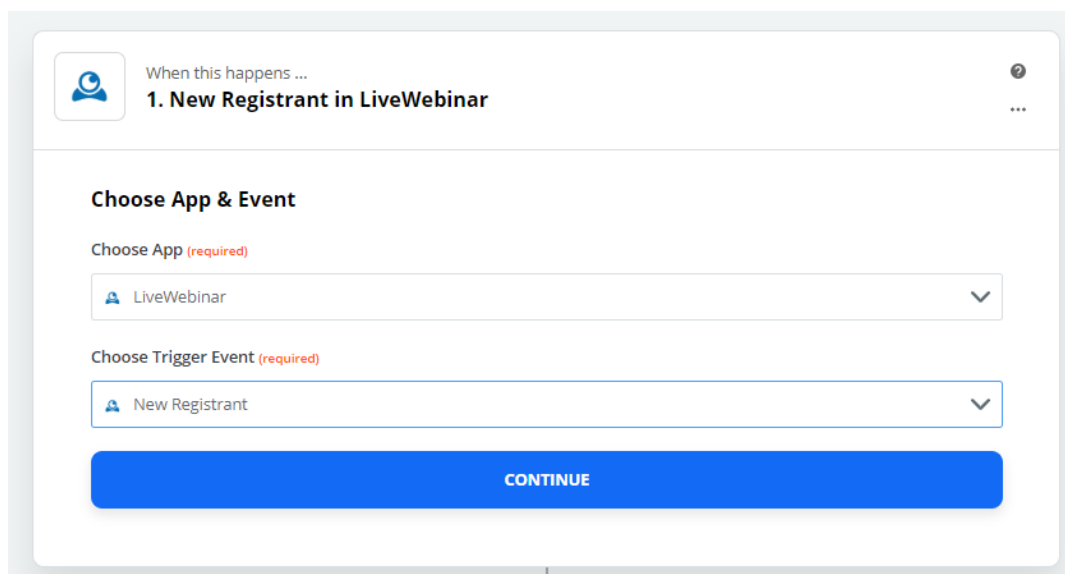 When this happens ...
1. New Registrant in LiveWebinar
Choose App & Event
Choose App (required)
LiveWebinar
Choose Trigger Event (required)
New Registrant
CONTINUE